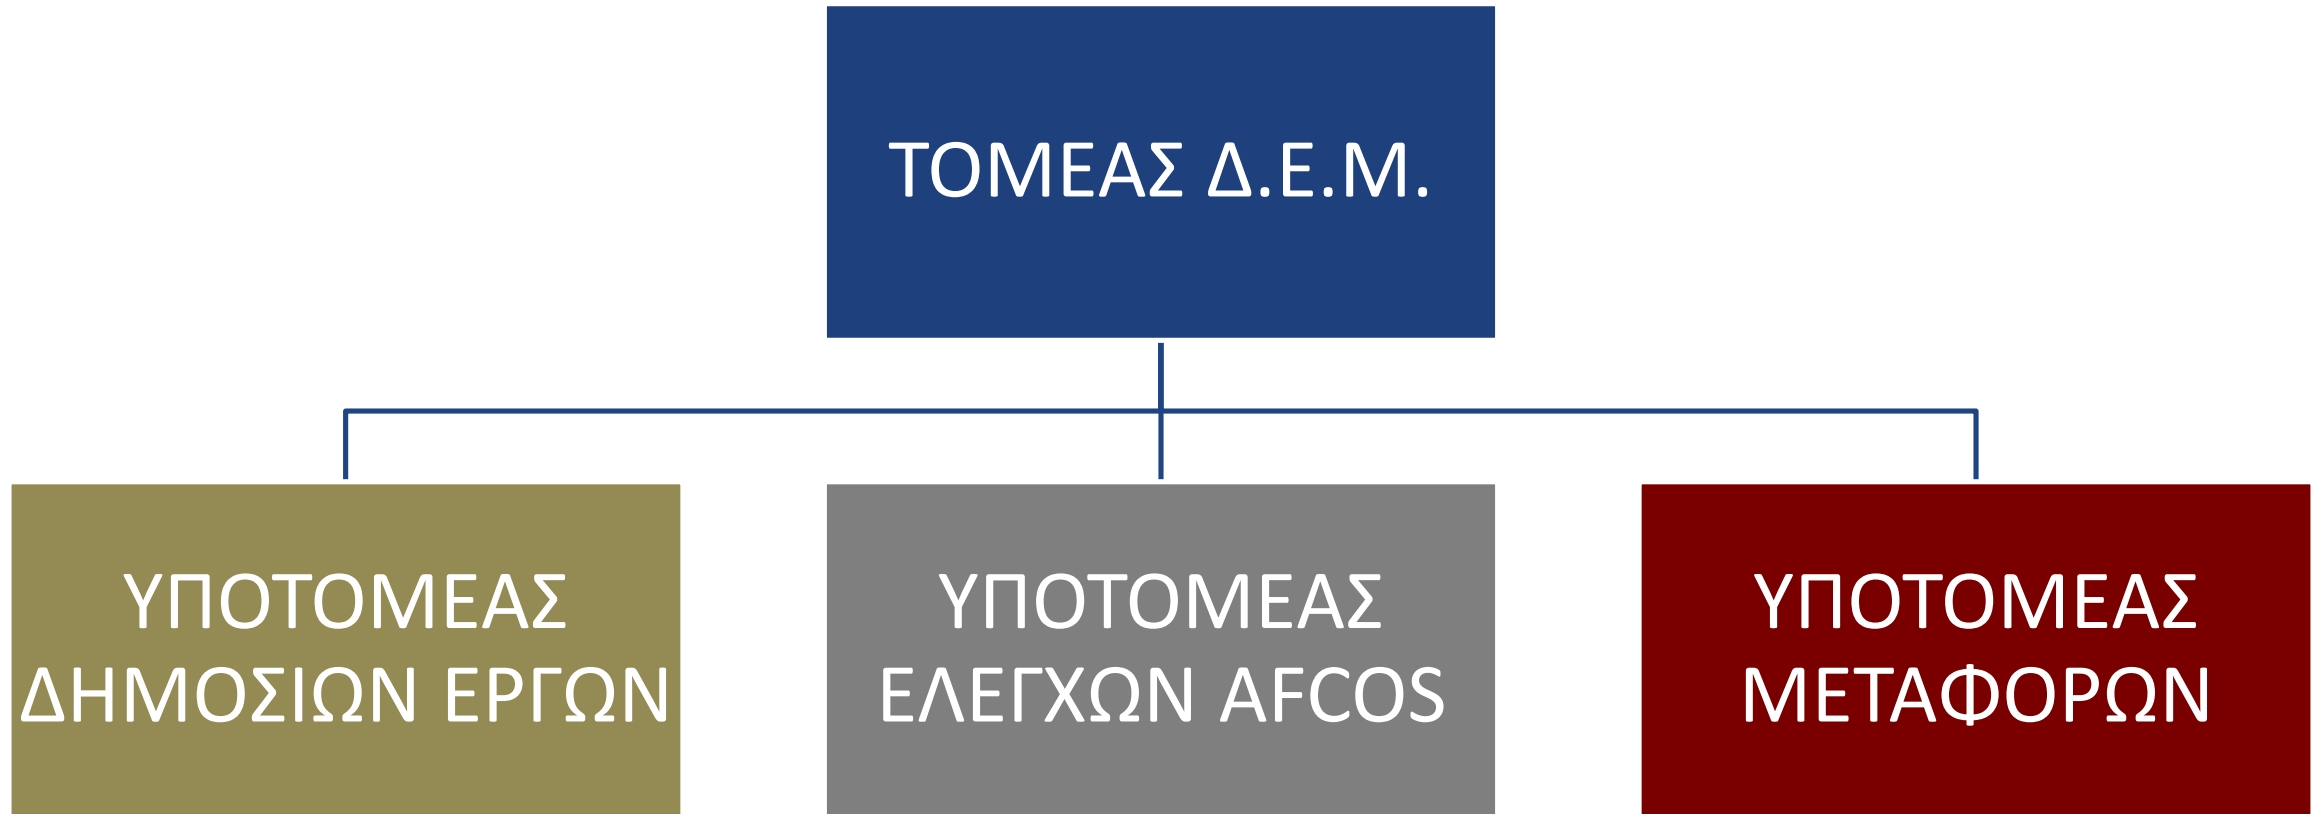 ΤΟΜΕΑΣ Δ.Ε.Μ.
ΥΠΟΤΟΜΕΑΣ
ΔΗΜΟΣΙΩΝ ΕΡΓΩΝ
ΥΠΟΤΟΜΕΑΣ
ΕΛΕΓΧΩΝ AFCOS
ΥΠΟΤΟΜΕΑΣ
ΜΕΤΑΦΟΡΩΝ